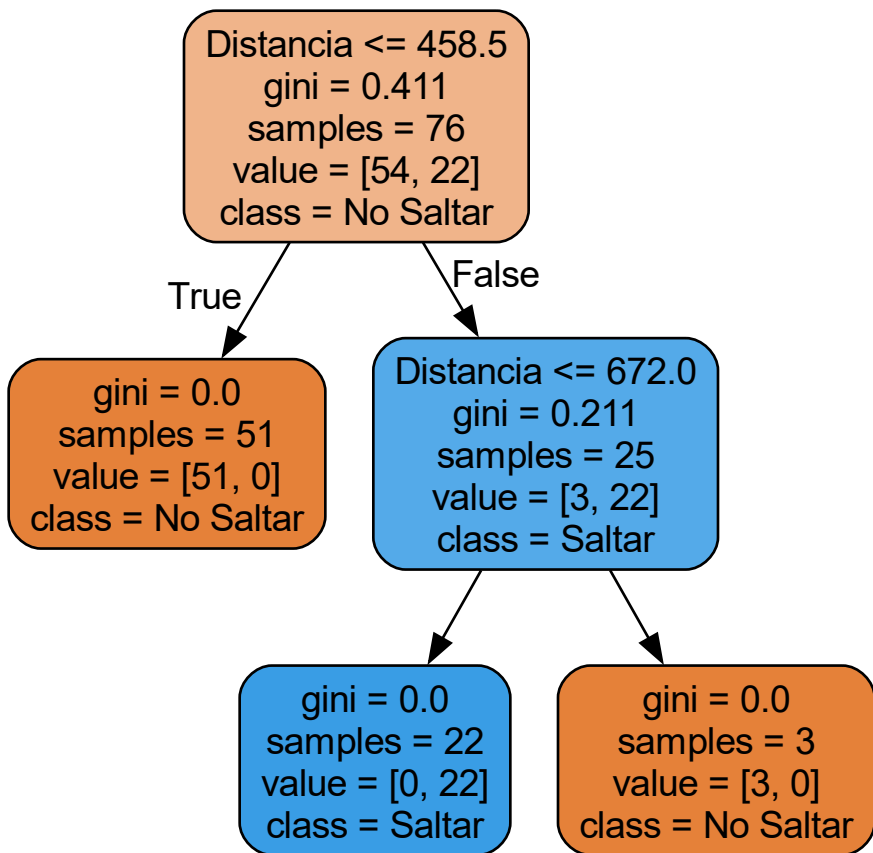 Distancia <= 458.5
gini = 0.411
samples = 76
value = [54, 22]
class = No Saltar
True
False
gini = 0.0
samples = 51
value = [51, 0]
class = No Saltar
Distancia <= 672.0
gini = 0.211
samples = 25
value = [3, 22]
class = Saltar
gini = 0.0
samples = 22
value = [0, 22]
class = Saltar
gini = 0.0
samples = 3
value = [3, 0]
class = No Saltar